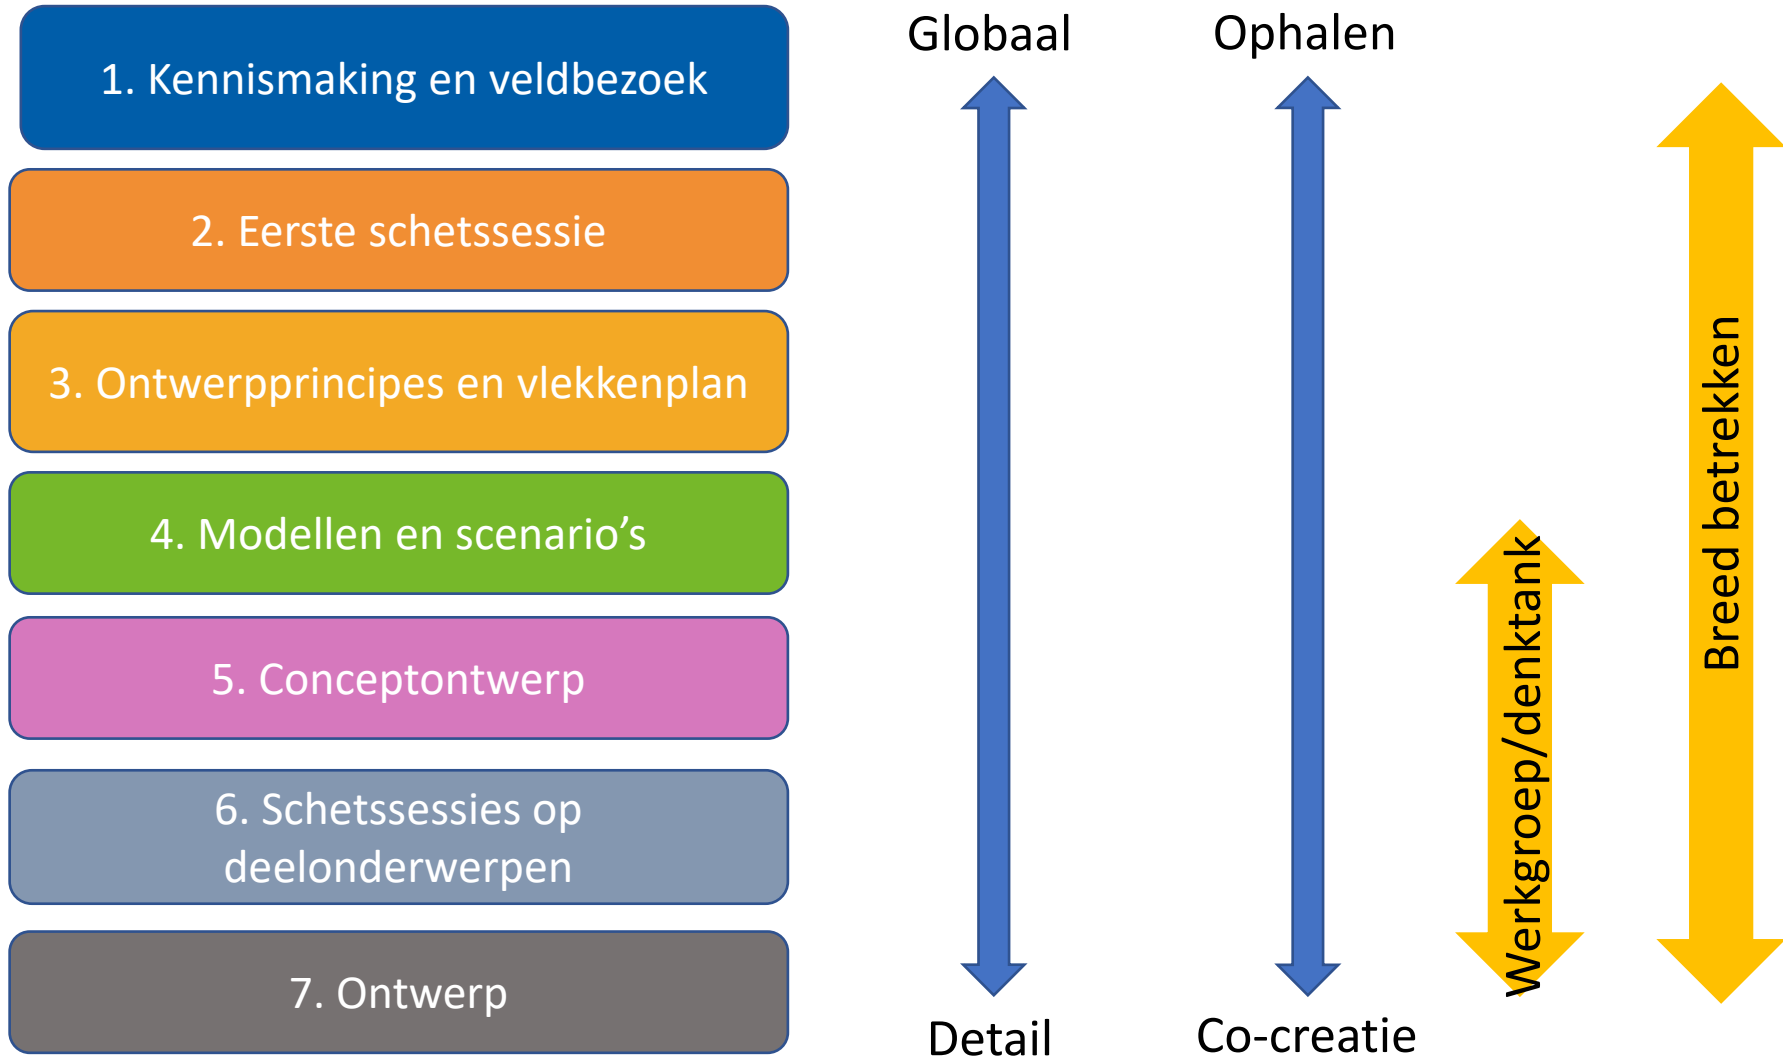 1. Kennismaking en veldbezoek
2. Eerste schetssessie
3. Ontwerpprincipes en vlekkenplan
4. Modellen en scenario’s
5. Conceptontwerp
6. Schetssessies op
deelonderwerpen
7. Ontwerp
Globaal
Detail
Ophalen
Co-creatie
Werkgroep/denktank
Breed betrekken